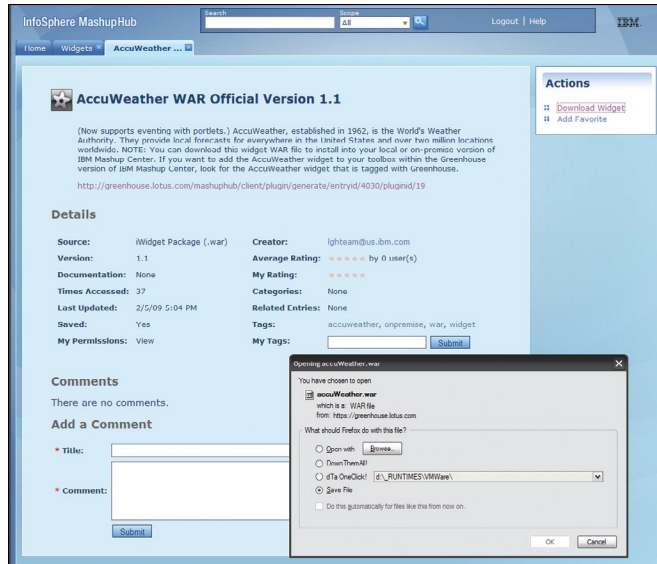 InfoSphere MashupHub
Search
Scope
All
Logout | Help
IBM.
Home
Widgets
AccuWeather ...
AccuWeather WAR Official Version 1.1
(Now supports eventing with portlets.) AccuWeather, established in 1962, is the World's Weather
Authority. They provide local forecasts for everywhere in the United States and over two million locations
worldwide. NOTE: You can download this widget WAR file to install into your local or on-premise version of
IBM Mashup Center. If you want to add the AccuWeather widget to your toolbox within the Greenhouse
version of IBM Mashup Center, look for the AccuWeather widget that is tagged with Greenhouse.
http://greenhouse.lotus.com/mashuphub/client/plugin/generate/entryid/4030/pluginid/19
Actions
Download Widget
Add Favorite
Details
Source: iWidget Package (.war) Creator: lghteam@us.ibm.com
Version: 1.1 Average Rating: by 0 user(s)
Documentation: None My Rating:
Times Accessed: 37 Categories: None
Last Updated: 2/5/09 5:04 PM Related Entries: None
Saved: Yes Tags: accuweather, onpremise, war, widget
My Permissions: View My Tags: Submit
Comments
There are no comments.
Add a Comment
* Title:
* Comment:
Submit
Opening accuWeather.war
You have chosen to open
accuWeather.war
which is a: WAR file
from: https://greenhouse.lotus.com
What should Firefox do with this file?
Open with Browse...
DownThemAll!
dTa OneClick! d:\_RUNTIMES\VMWare\
Save File
Do this automatically for files like this from now on.
OK Cancel